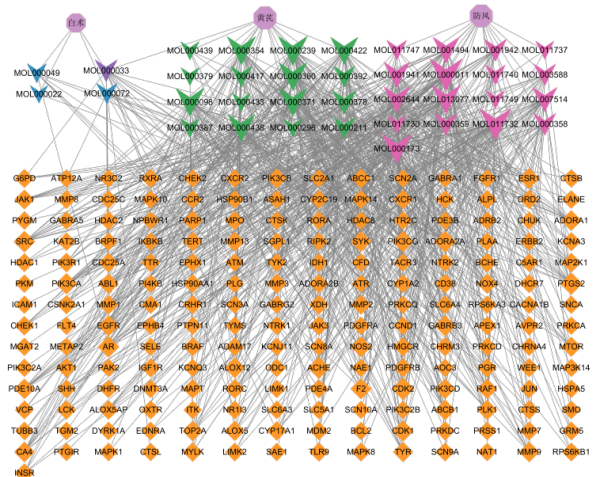 白术 黄芪 防风
MOL000439 MOL000354 MOL000239 MOL000422 MOL011747 MOL001494 MOL001942 MOL011737
MOL000049 MOL000033 MOL000379 MOL000417 MOL000380 MOL000392 MOL001941 MOL000011 MOL011740 MOL003588
MOL000022 MOL000072 MOL000098 MOL000433 MOL000371 MOL000378 MOL002644 MOL013077 MOL011749 MOL007514
MOL000387 MOL000438 MOL000296 MOL000211 MOL011730 MOL000359 MOL011732 MOL000358
MOL000173
G6PD ATP12A NR3C2 RXRA CHEK2 CXCR2 PIK3CB SLC2A1 ABCC1 SCN2A GABRA1 FGFR1 ESR1 CTSB
JAK1 MMP8 CDC25C MAPK10 CCR2 HSP90B1 ASAH1 CYP2C19 MAPK14 CXCR1 HCK ALPL DRD2 ELANE
PYGM GABRA5 HDAC2 NPBWR1 PARP1 MPO CTSK RORA HDAC8 HTR2C PDE3B ADRB2 CHUK ADORA1
SRC KAT2B BRPF1 IKBKB TERT MMP13 SGPL1 RIPK2 SYK PIK3CG ADORA2A PLAA ERBB2 KCNA3
HDAC1 PIK3R1 CDC25A TTR EPHX1 ATM TYK2 IDH1 CFD TACR3 NTRK2 BCHE C5AR1 MAP2K1
PKM PIK3CA ABL1 PI4KB HSP90AA1 PLG MMP3 ADORA2B ATR CYP1A2 CD38 NOX4 DHCR7 PTGS2
ICAM1 CSNK2A1 MMP1 CMA1 CRHR1 SCN3A GABRG2 XDH MMP2 PRKCQ SLC6A4 RPS6KA3 CACNA1B SNCA
CHEK1 FLT4 EGFR EPHB4 PTPN11 TYMS NTRK1 JAK3 PDGFRA CCND1 GABRB3 APEX1 AVPR2 PRKCA
MGAT2 METAP2 AR SELE BRAF ADAM17 KCNJ11 SCN8A NOS2 HMGCR CHRM3 PRKCD CHRNA4 MTOR
PIK3C2A AKT1 PAK2 IGF1R KCNQ3 ALOX12 ODC1 ACHE NAE1 PDGFRB AOC3 PGR WEE1 MAP3K14
PDE10A SHH DHFR DNMT3A MAPT RORC LIMK1 PDE4A F2 CDK2 PIK3CD RAF1 JUN HSPA5
VCP LCK ALOX5AP OXTR ITK NR1I3 SLC6A3 SLC5A1 SCN10A PIK3C2B ABCB1 PLK1 CTSS SMO
TUBB3 TGM2 DYRK1A EDNRA TOP2A ALOX5 CYP17A1 MDM2 BCL2 CDK1 PRKDC PRSS1 MMP7 GRM5
CA4 PTGIR MAPK1 CTSL MYLK LIMK2 SAE1 TLR9 MAPK8 TYR SCN9A NAT1 MMP9 RPS6KB1
INSR